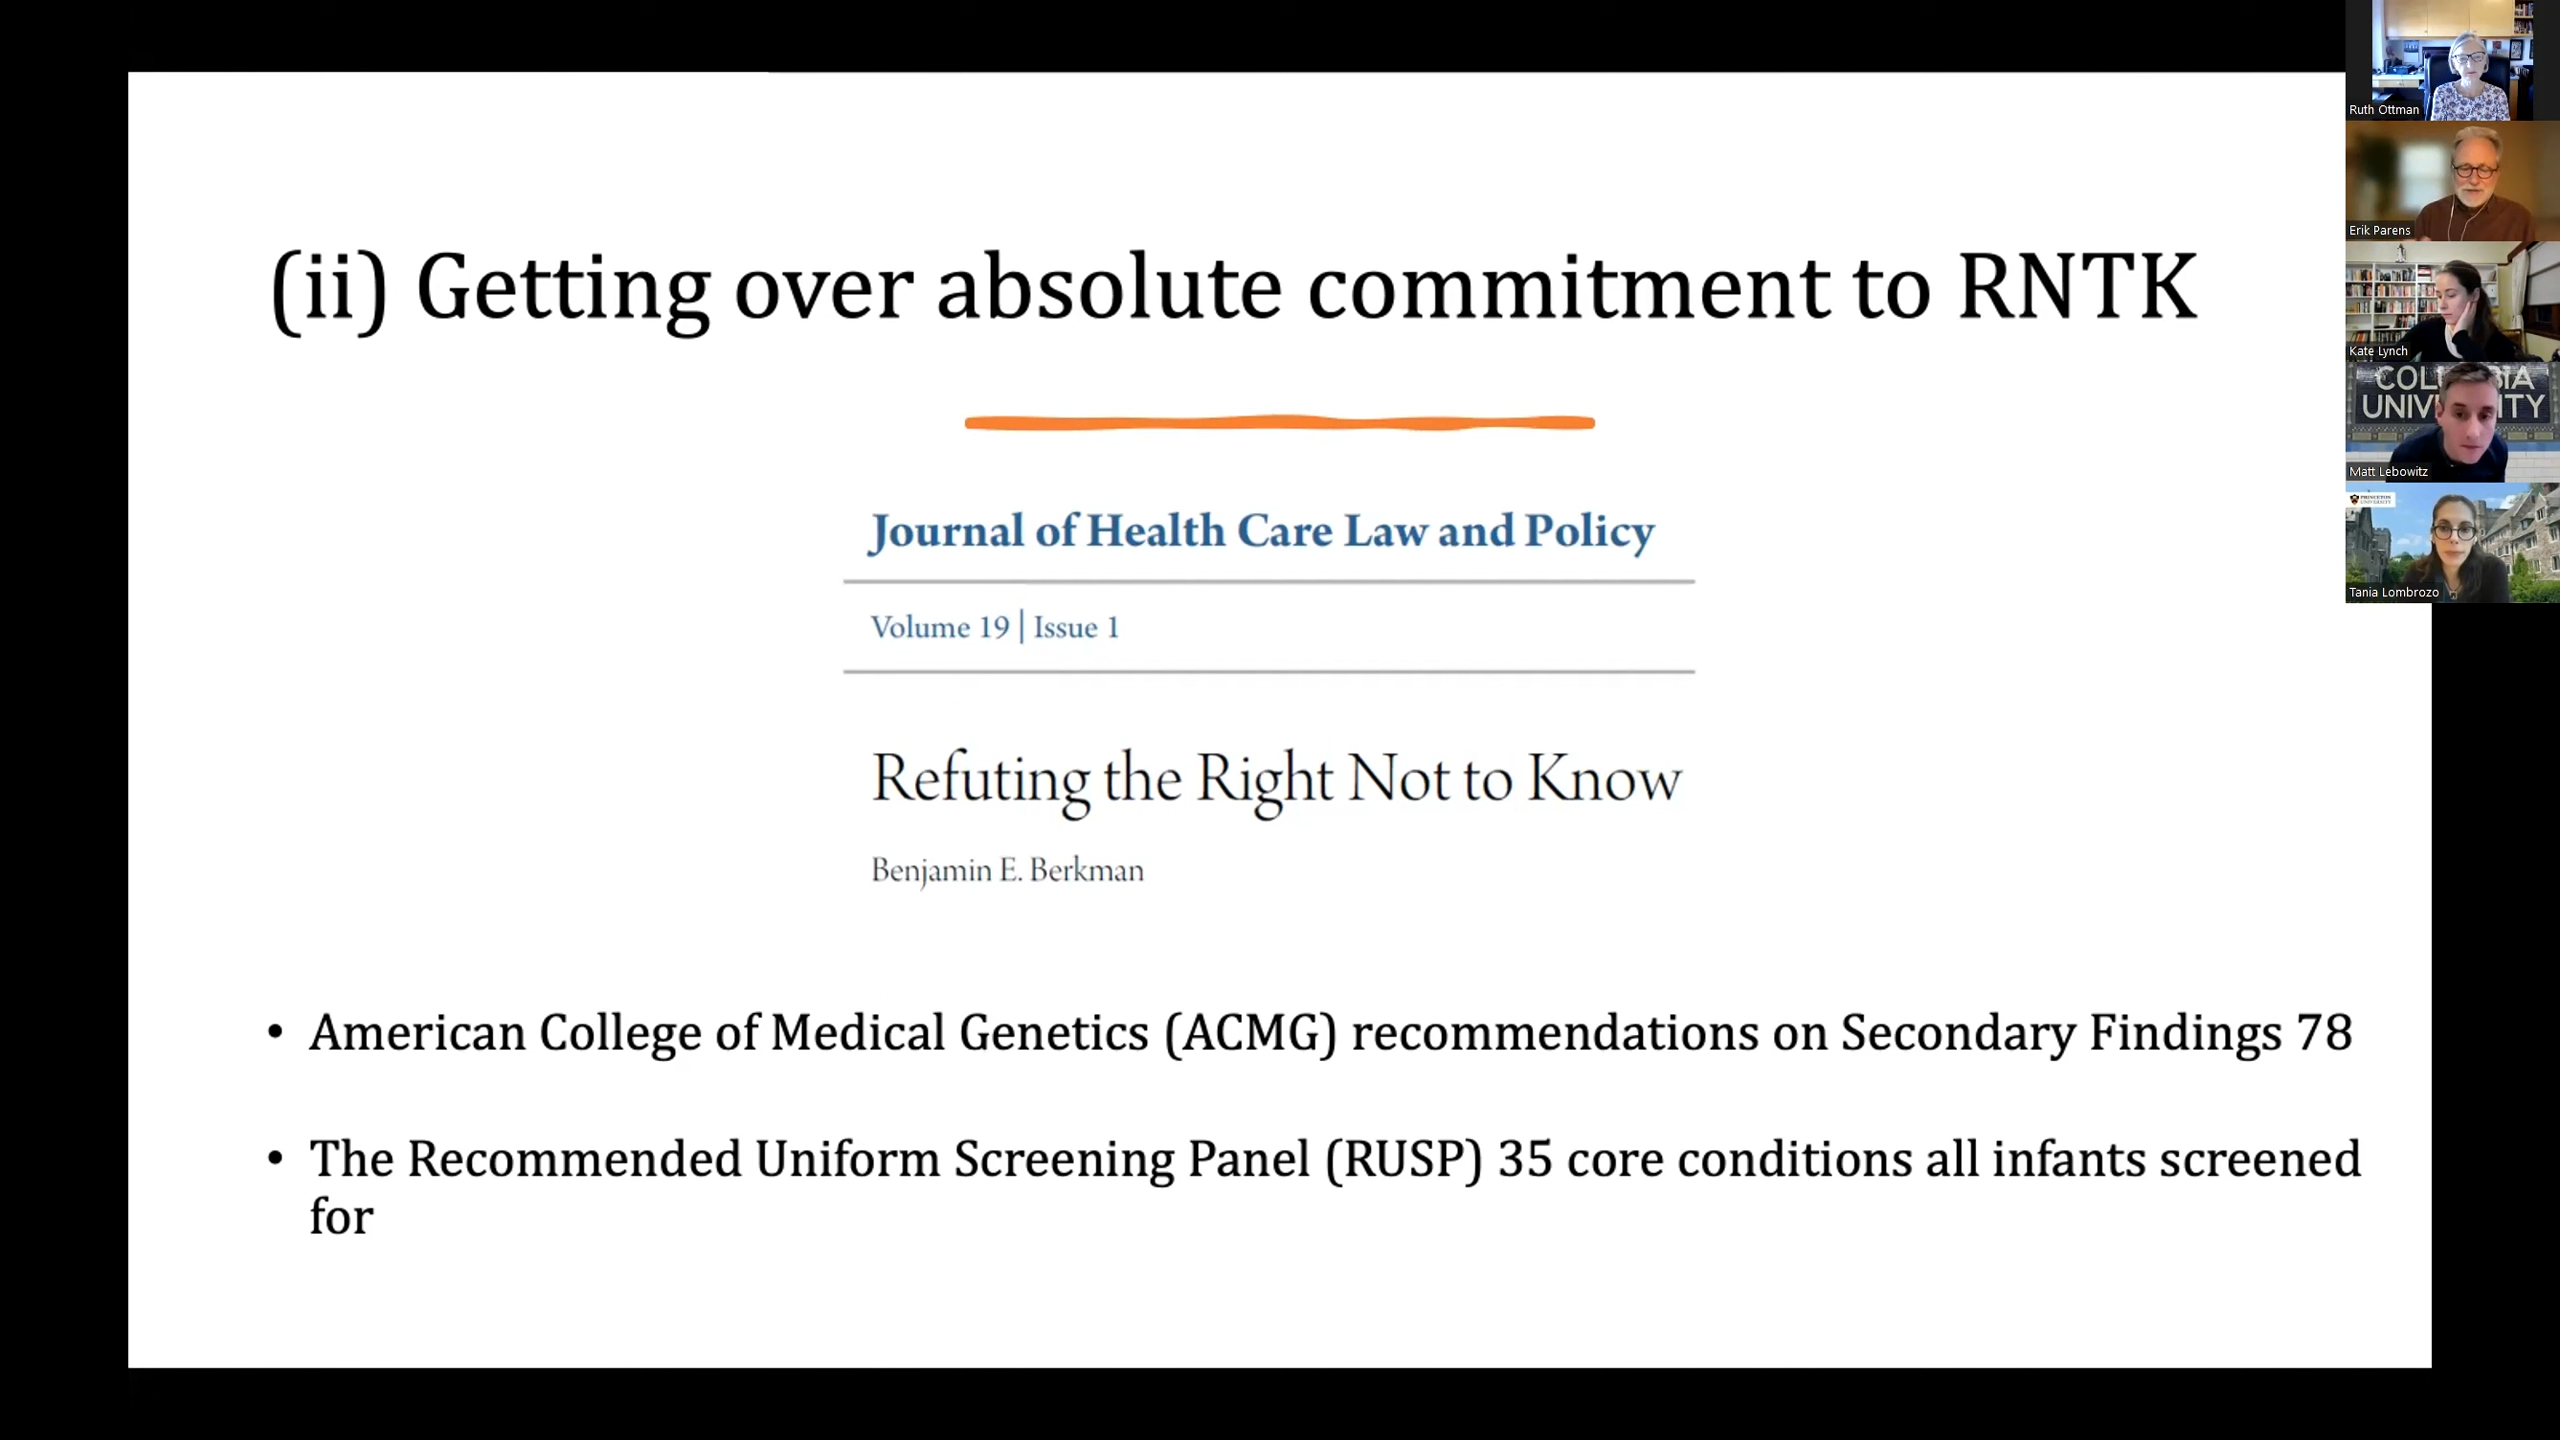 (ii) Getting over absolute commitment to RNTK
Journal of Health Care Law and Policy
Volume 19 | Issue 1
Refuting the Right Not to Know
Benjamin E. Berkman
• American College of Medical Genetics (ACMG) recommendations on Secondary Findings 78
• The Recommended Uniform Screening Panel (RUSP) 35 core conditions all infants screened
for
Ruth Ottman
Erik Parens
Kate Lynch
Matt Lebowitz
PRINCETON
UNIVERSITY
Tania Lombrozo